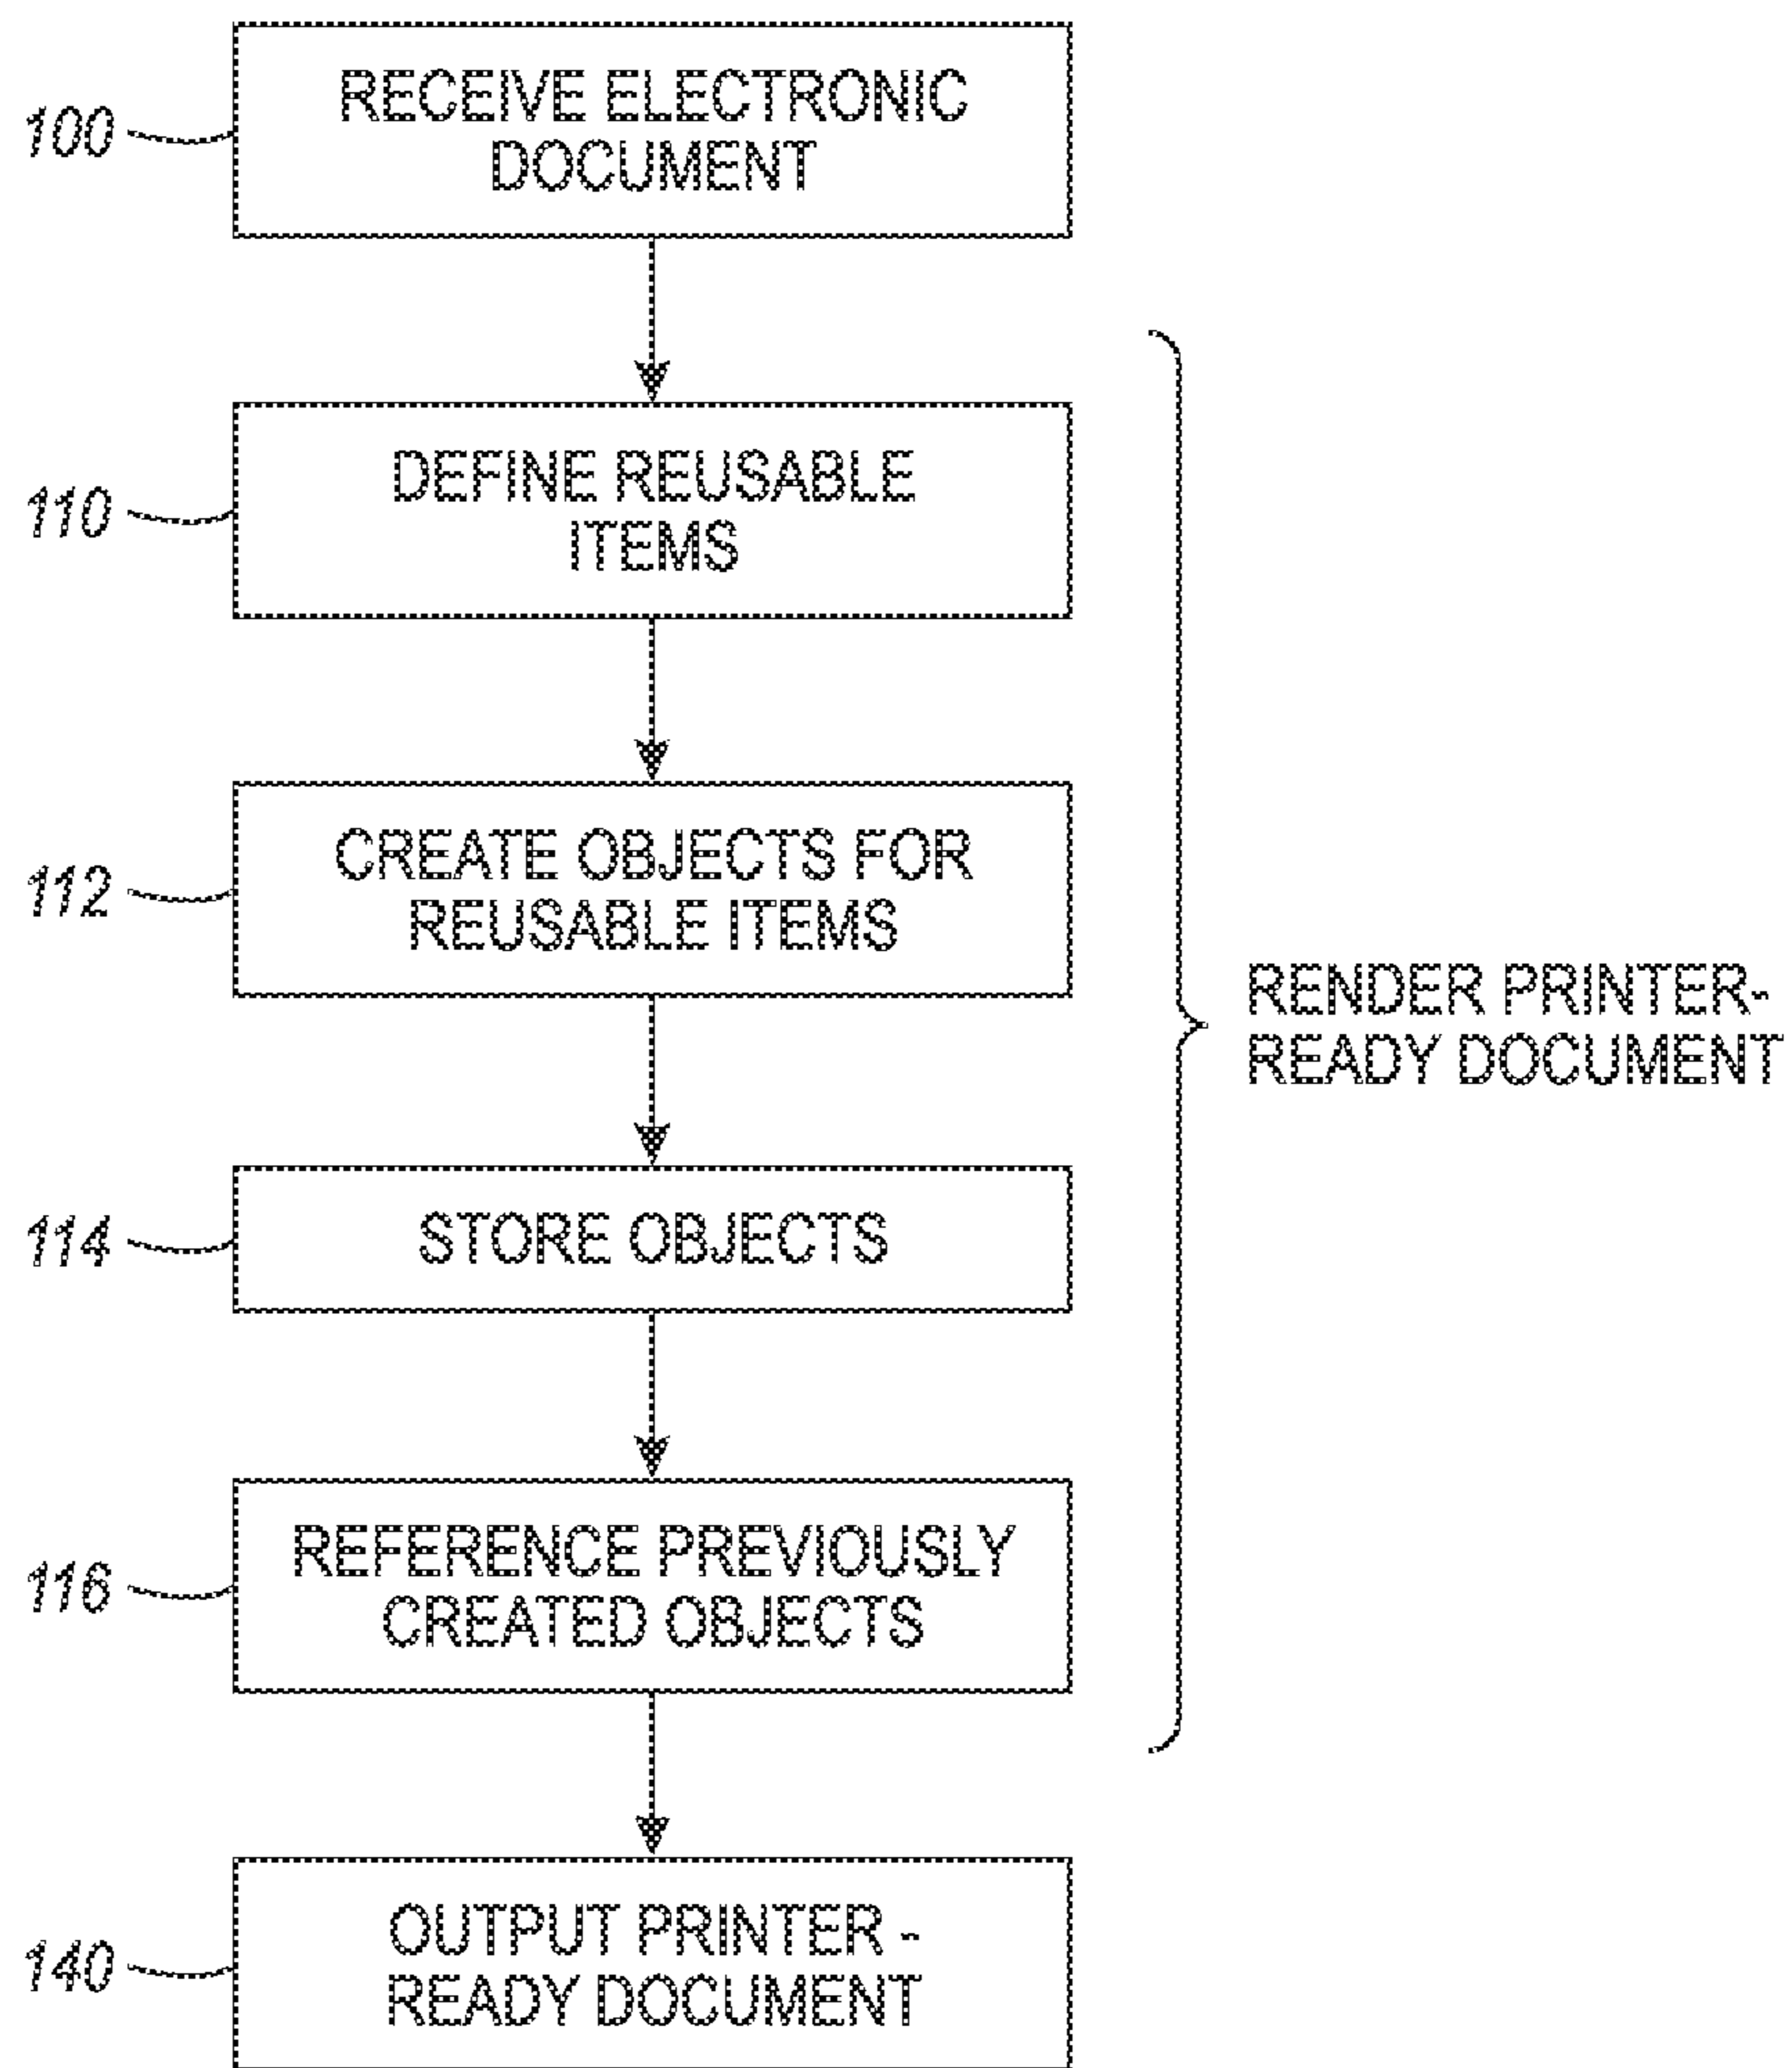 100
RECEIVE ELECTRONIC
DOCUMENT
110
DEFINE REUSABLE
ITEMS
112
CREATE OBJECTS FOR
REUSABLE ITEMS
RENDER PRINTER-
READY DOCUMENT
114
STORE OBJECTS
116
REFERENCE PREVIOUSLY
CREATED OBJECTS
140
OUTPUT PRINTER -
READY DOCUMENT